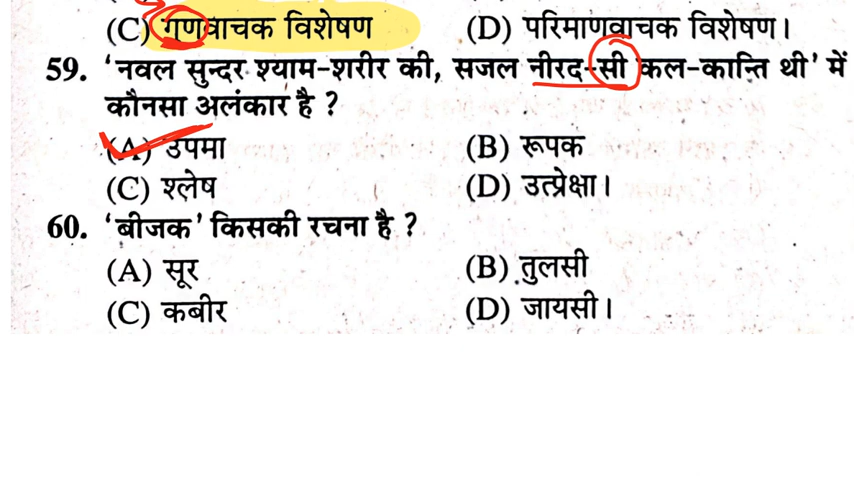 (C) गुणवाचक विशेषण (D) परिमाणवाचक विशेषण।
59. ‘नवल सुन्दर श्याम-शरीर की, सजल नीरद-सी कल-कान्ति थी’ में
कौनसा अलंकार है ?
(A) उपमा (B) रूपक
(C) श्लेष (D) उत्प्रेक्षा।
60. ‘बीजक’ किसकी रचना है ?
(A) सूर (B) तुलसी
(C) कबीर (D) जायसी।